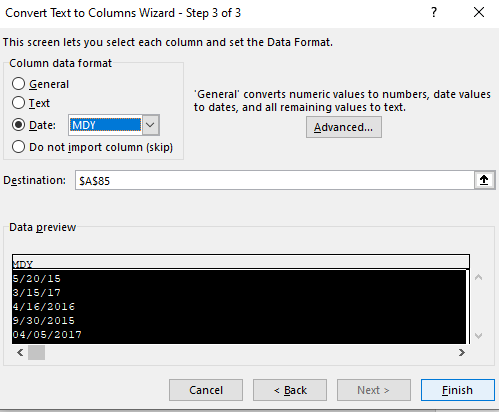 Convert Text to Columns Wizard - Step 3 of 3
?
This screen lets you select each column and set the Data Format.
Column data format
General
Text
Date: MDY
Do not import column (skip)
'General' converts numeric values to numbers, date values
to dates, and all remaining values to text.
Advanced...
Destination: $A$85
Data preview
MDY
5/20/15
3/15/17
4/16/2016
9/30/2015
04/05/2017
Cancel
< Back
Next >
Finish